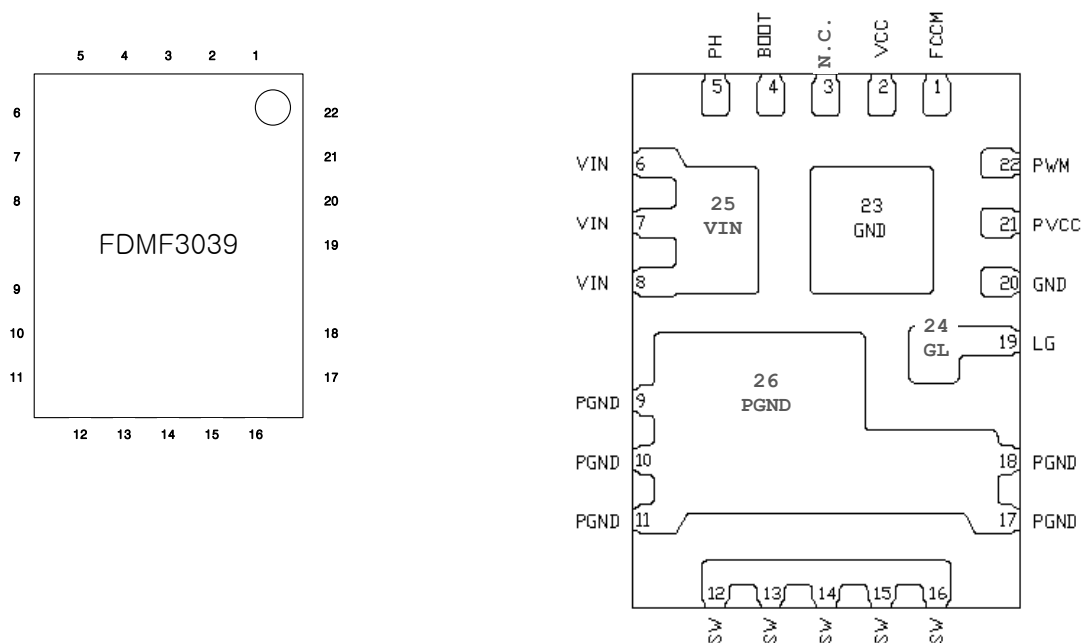 5 4 3 2 1
6 22
7 21
8 20
19
FDMF3039
9
10 18
11 17
12 13 14 15 16
PH BOOT N.C. VCC FCCM
5 4 3 2 1
VIN 6 22 PWM
25
VIN
23
GND
VIN 7 21 PVCC
VIN 8 20 GND
24
GL
19 LG
26
PGND
PGND 9
PGND 10 18 PGND
PGND 11 17 PGND
12 13 14 15 16
SW SW SW SW SW